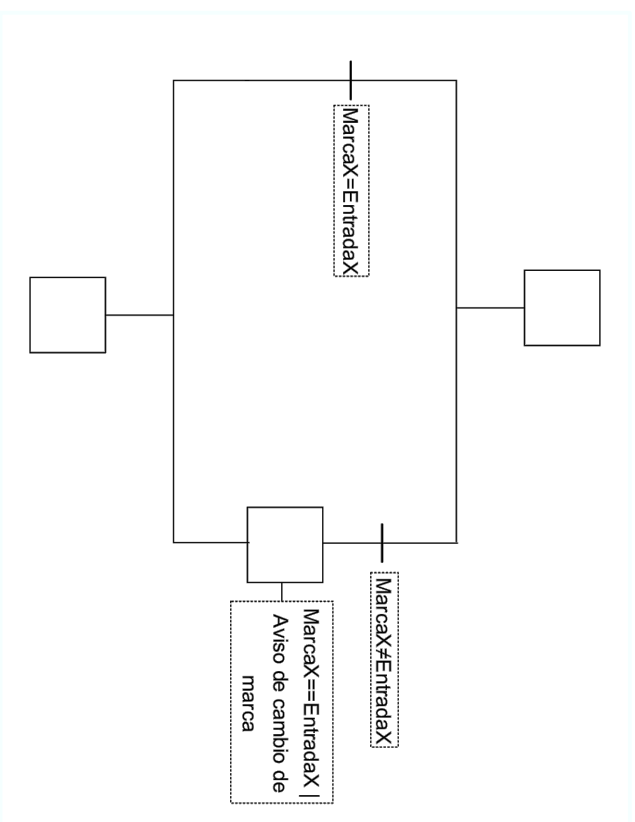 MarcaX=EntradaX
MarcaX≠EntradaX
MarcaX==EntradaX |
Aviso de cambio de
marca